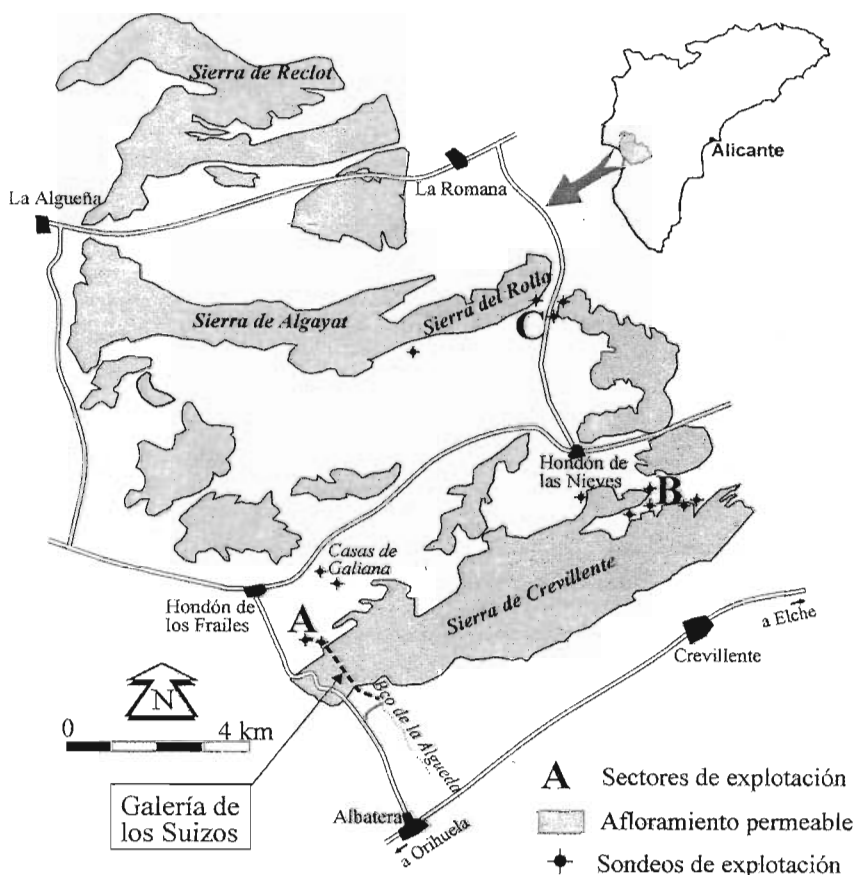 Sierra de Reclot
Alicante
La Romana
La Algueña
Sierra del Rollo
Sierra de Algayat
C
Hondón de
las Nieves
B
Casas de
Galiana
Sierra de Crevillente
Hondón de
los Frailes
A
a Elche
Crevillente
N
Bco de la Algueda
0 4 km
A Sectores de explotación
Galería de
los Suizos
Albatera
Afloramiento permeable
a Orihuela
Sondeos de explotación